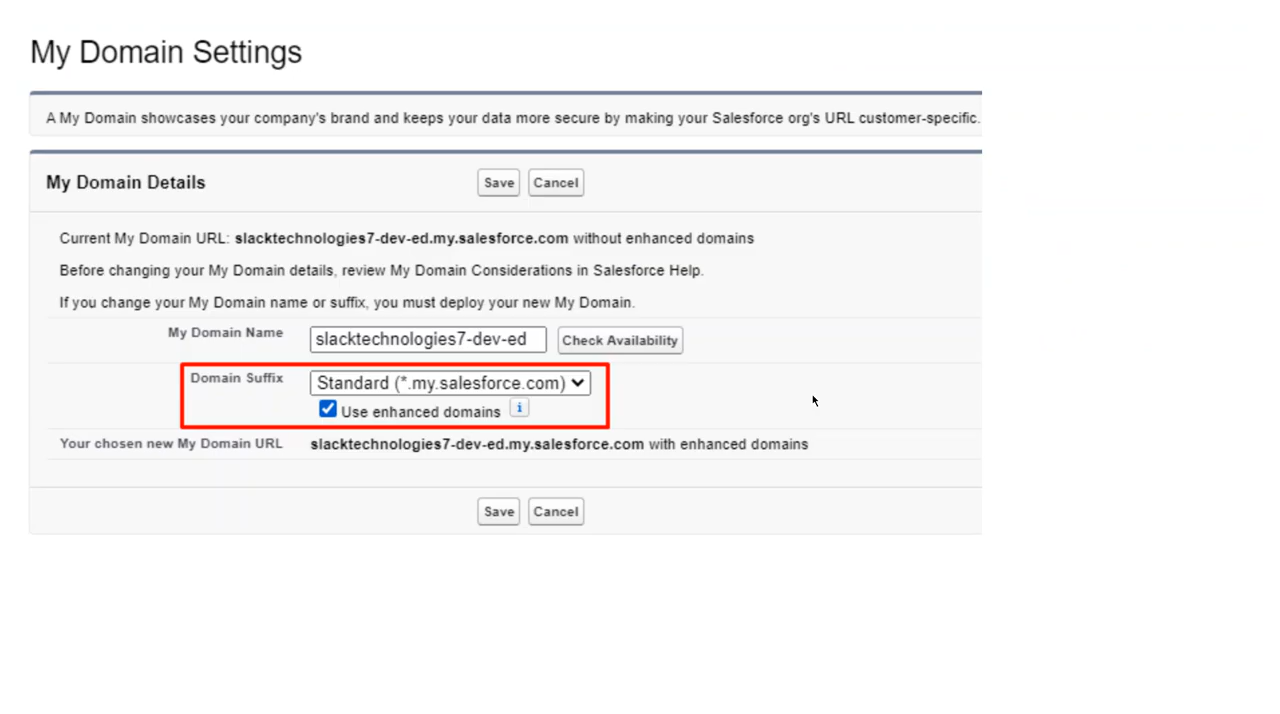 My Domain Settings
A My Domain showcases your company's brand and keeps your data more secure by making your Salesforce org's URL customer-specific.
My Domain Details Save Cancel
Current My Domain URL: slacktechnologies7-dev-ed.my.salesforce.com without enhanced domains
Before changing your My Domain details, review My Domain Considerations in Salesforce Help.
If you change your My Domain name or suffix, you must deploy your new My Domain.
My Domain Name slacktechnologies7-dev-ed Check Availability
Domain Suffix Standard (*.my.salesforce.com)
Use enhanced domains i
Your chosen new My Domain URL slacktechnologies7-dev-ed.my.salesforce.com with enhanced domains
Save Cancel